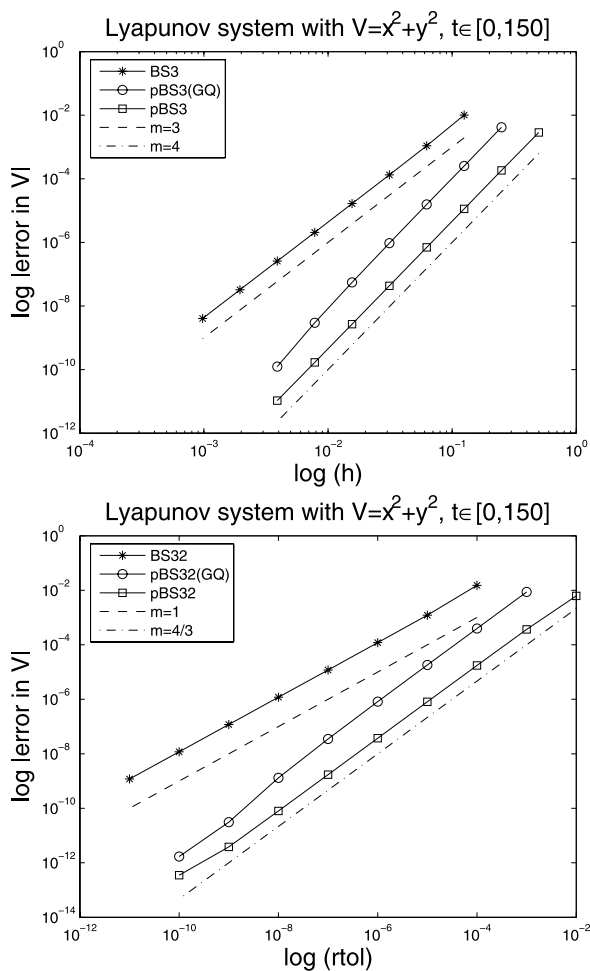 Lyapunov system with V=x²+y², t∈[0,150]
BS3
pBS3(GQ)
pBS3
m=3
m=4
10⁰
10⁻²
10⁻⁴
10⁻⁶
10⁻⁸
10⁻¹⁰
10⁻¹²
log |error in V|
10⁻⁴
10⁻³
10⁻²
10⁻¹
10⁰
log (h)
Lyapunov system with V=x²+y², t∈[0,150]
BS32
pBS32(GQ)
pBS32
m=1
m=4/3
10⁰
10⁻²
10⁻⁴
10⁻⁶
10⁻⁸
10⁻¹⁰
10⁻¹²
10⁻¹⁴
log |error in V|
10⁻¹²
10⁻¹⁰
10⁻⁸
10⁻⁶
10⁻⁴
10⁻²
log (rtol)